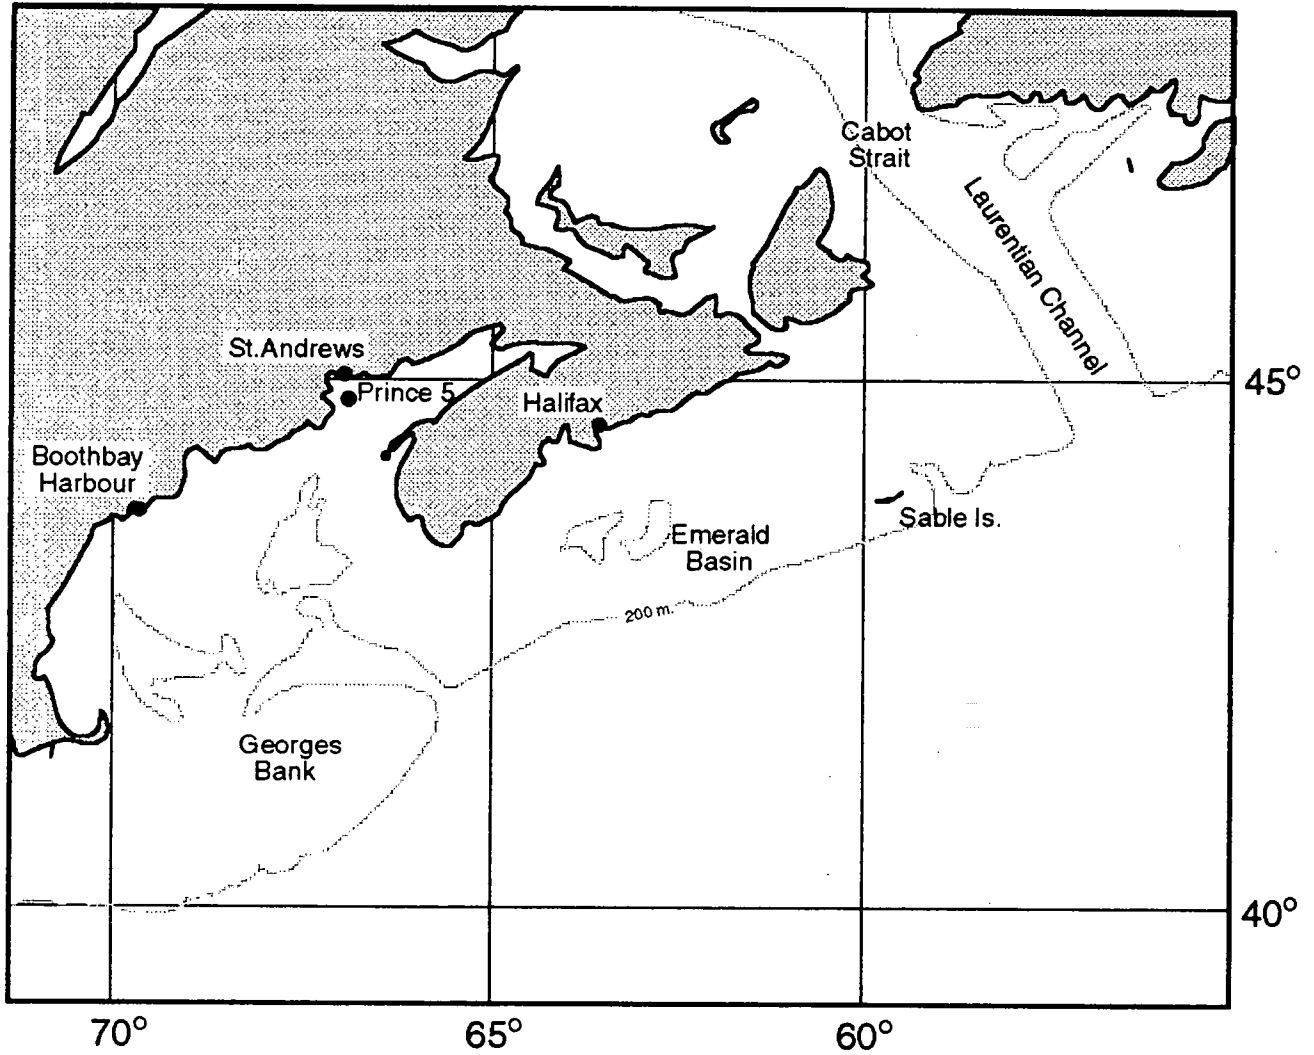 Cabot
Strait
Laurentian Channel
St.Andrews
Prince 5
Halifax
45°
Boothbay
Harbour
Sable Is.
Emerald
Basin
200 m.
Georges
Bank
40°
70°
65°
60°